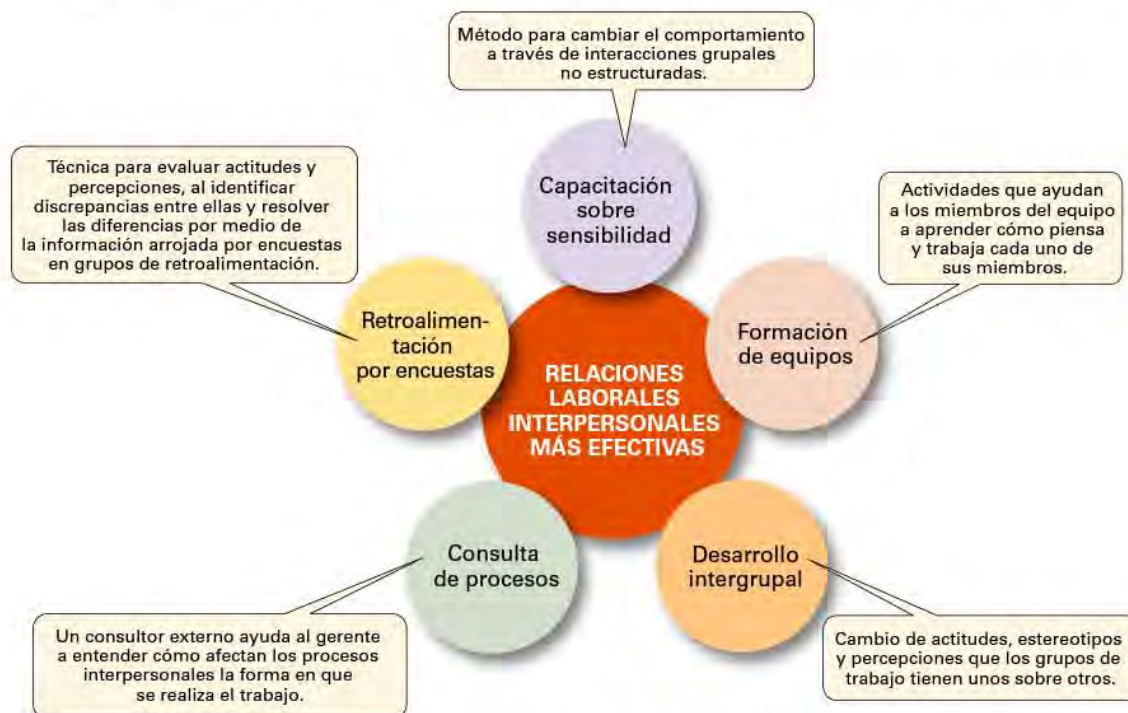 Método para cambiar el comportamiento
a través de interacciones grupales
no estructuradas.
Capacitación
sobre
sensibilidad
Técnica para evaluar actitudes y
percepciones, al identificar
discrepancias entre ellas y resolver
las diferencias por medio de
la información arrojada por encuestas
en grupos de retroalimentación.
Retroalimen-
tación
por encuestas
Actividades que ayudan
a los miembros del equipo
a aprender cómo piensa
y trabaja cada uno de
sus miembros.
Formación
de equipos
RELACIONES
LABORALES
INTERPERSONALES
MÁS EFECTIVAS
Consulta
de procesos
Un consultor externo ayuda al gerente
a entender cómo afectan los procesos
interpersonales la forma en que
se realiza el trabajo.
Desarrollo
intergrupal
Cambio de actitudes, estereotipos
y percepciones que los grupos de
trabajo tienen unos sobre otros.